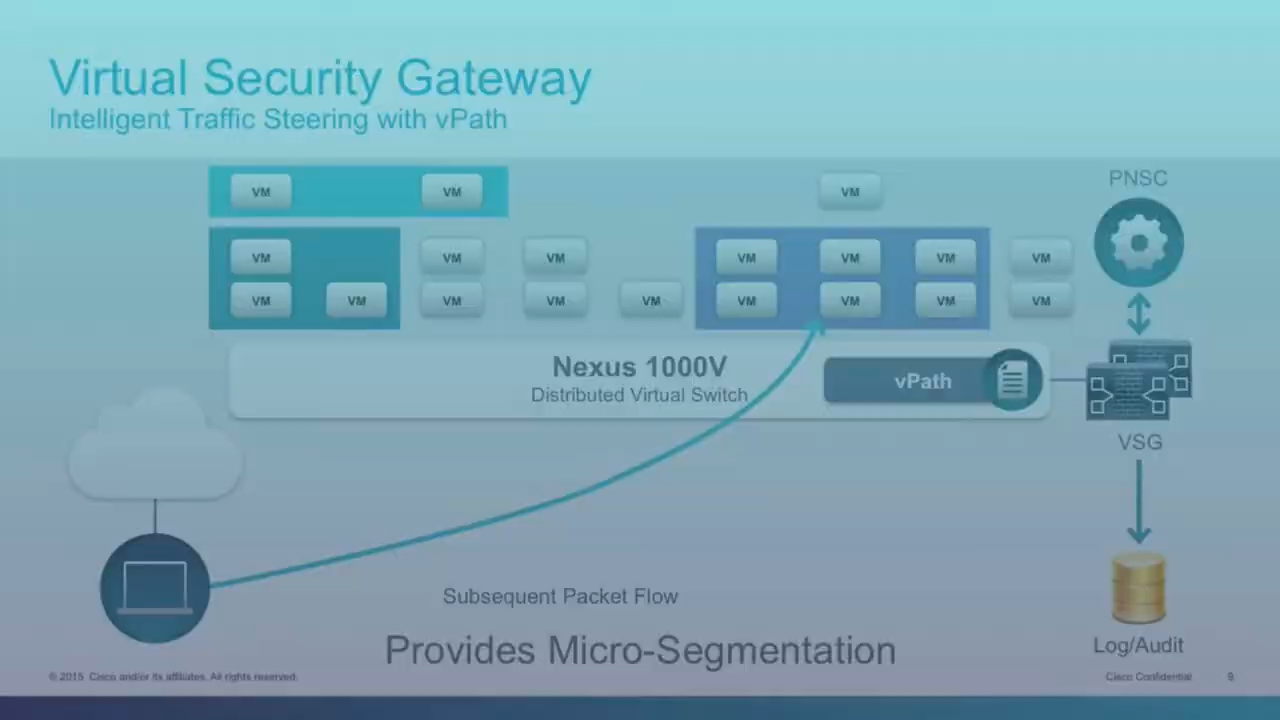 Virtual Security Gateway
Intelligent Traffic Steering with vPath
VM VM VM
PNSC
VM VM VM VM VM VM VM
VM VM VM VM VM VM VM VM VM
Nexus 1000V
Distributed Virtual Switch
vPath
VSG
Subsequent Packet Flow
Provides Micro-Segmentation
Log/Audit
© 2015 Cisco and/or its affiliates. All rights reserved.
Cisco Confidential 9